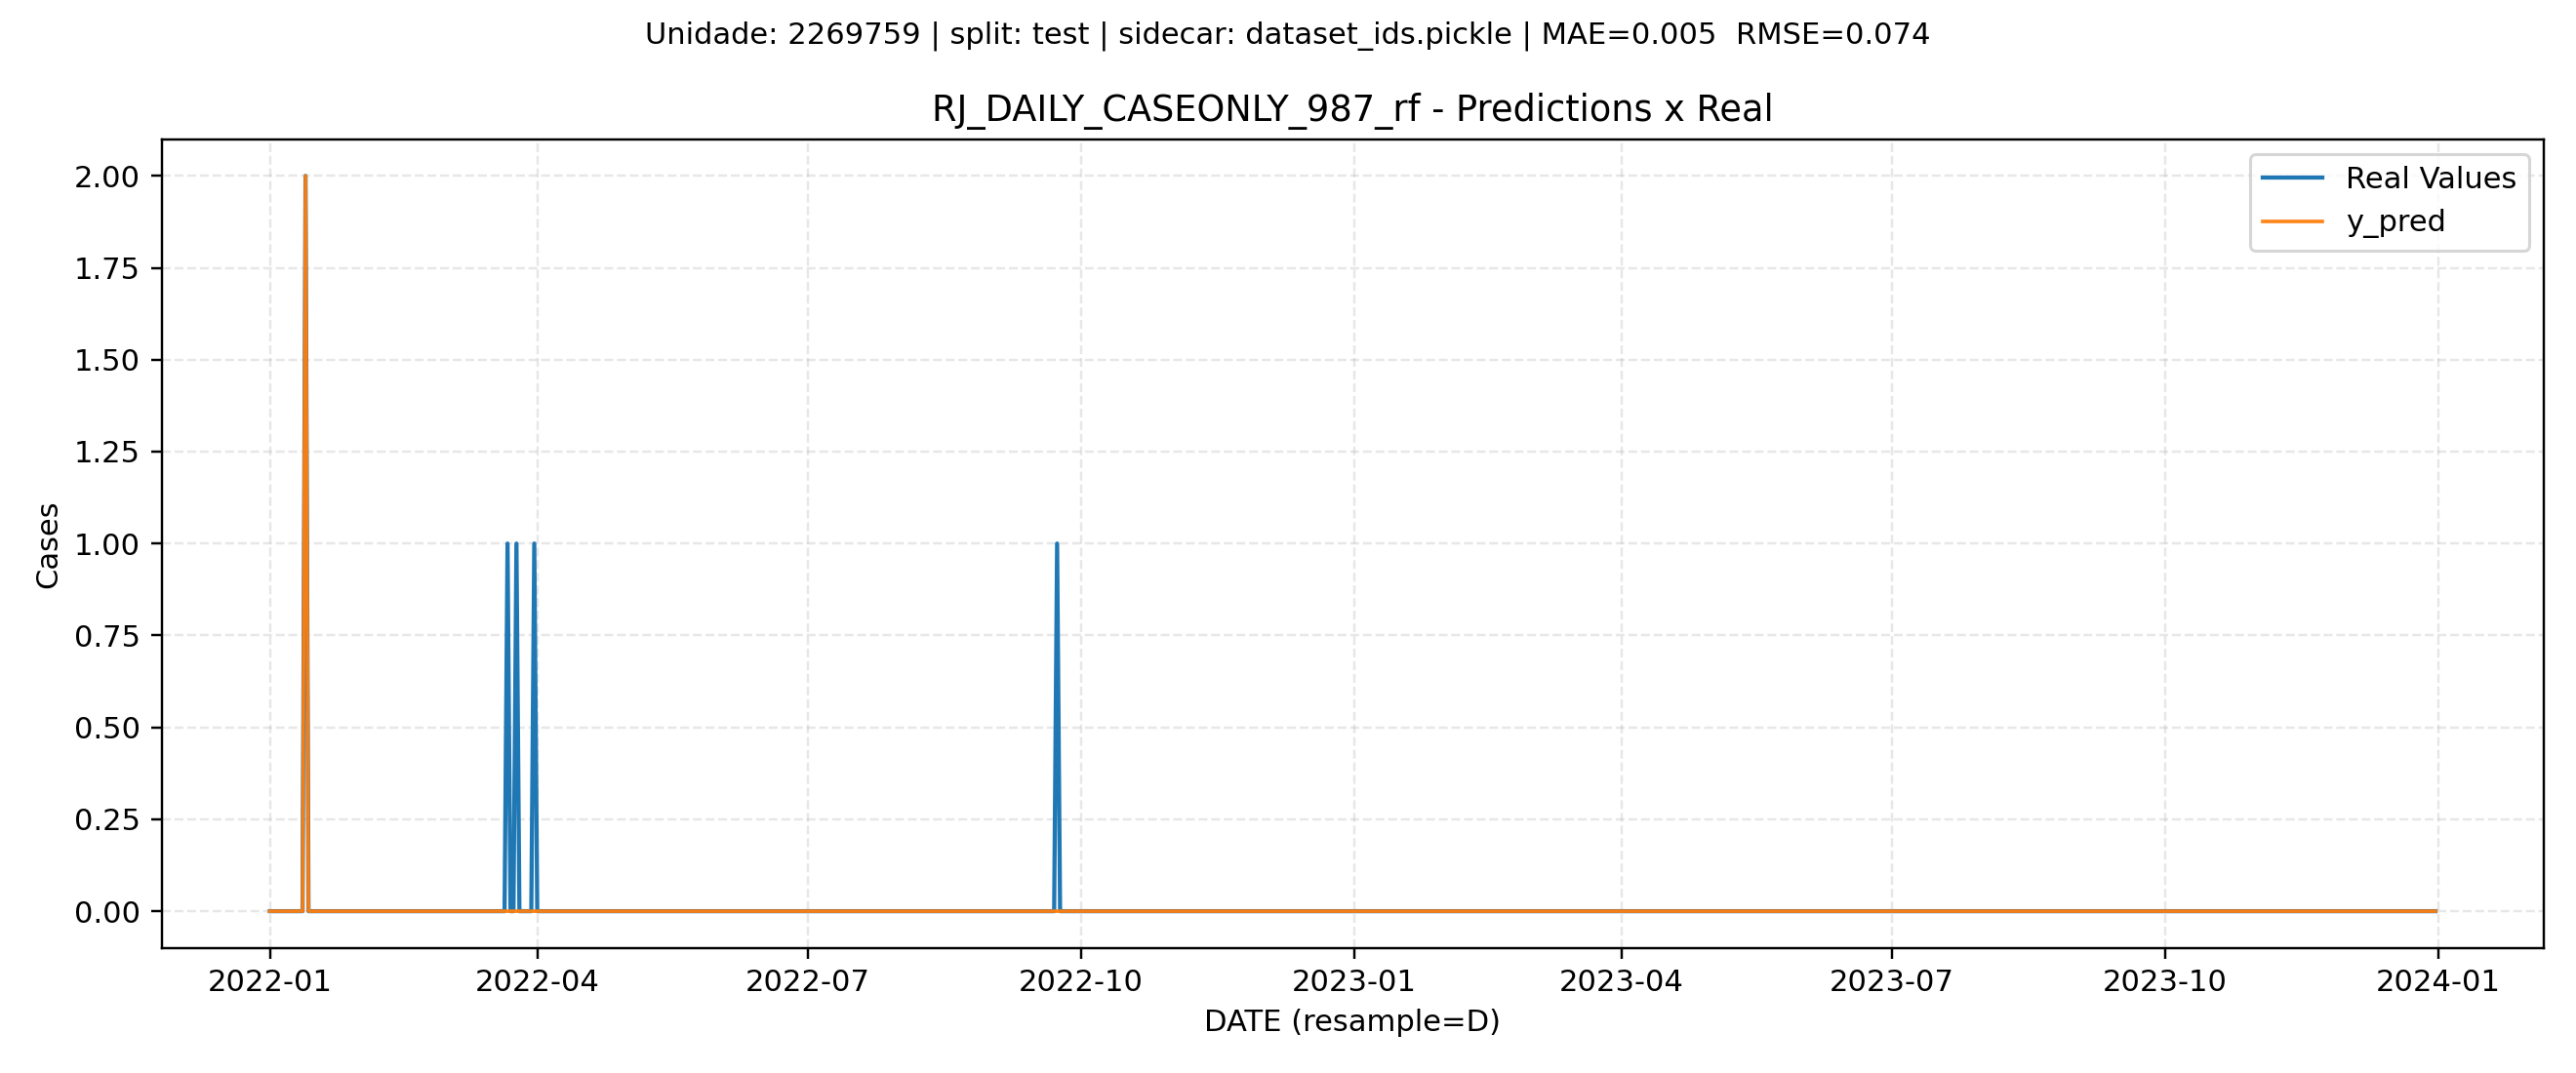 Unidade: 2269759 | split: test | sidecar: dataset_ids.pickle | MAE=0.005  RMSE=0.074
RJ_DAILY_CASEONLY_987_rf - Predictions x Real
Real Values
y_pred
Cases
2.00
1.75
1.50
1.25
1.00
0.75
0.50
0.25
0.00
2022-01 2022-04 2022-07 2022-10 2023-01 2023-04 2023-07 2023-10 2024-01
DATE (resample=D)